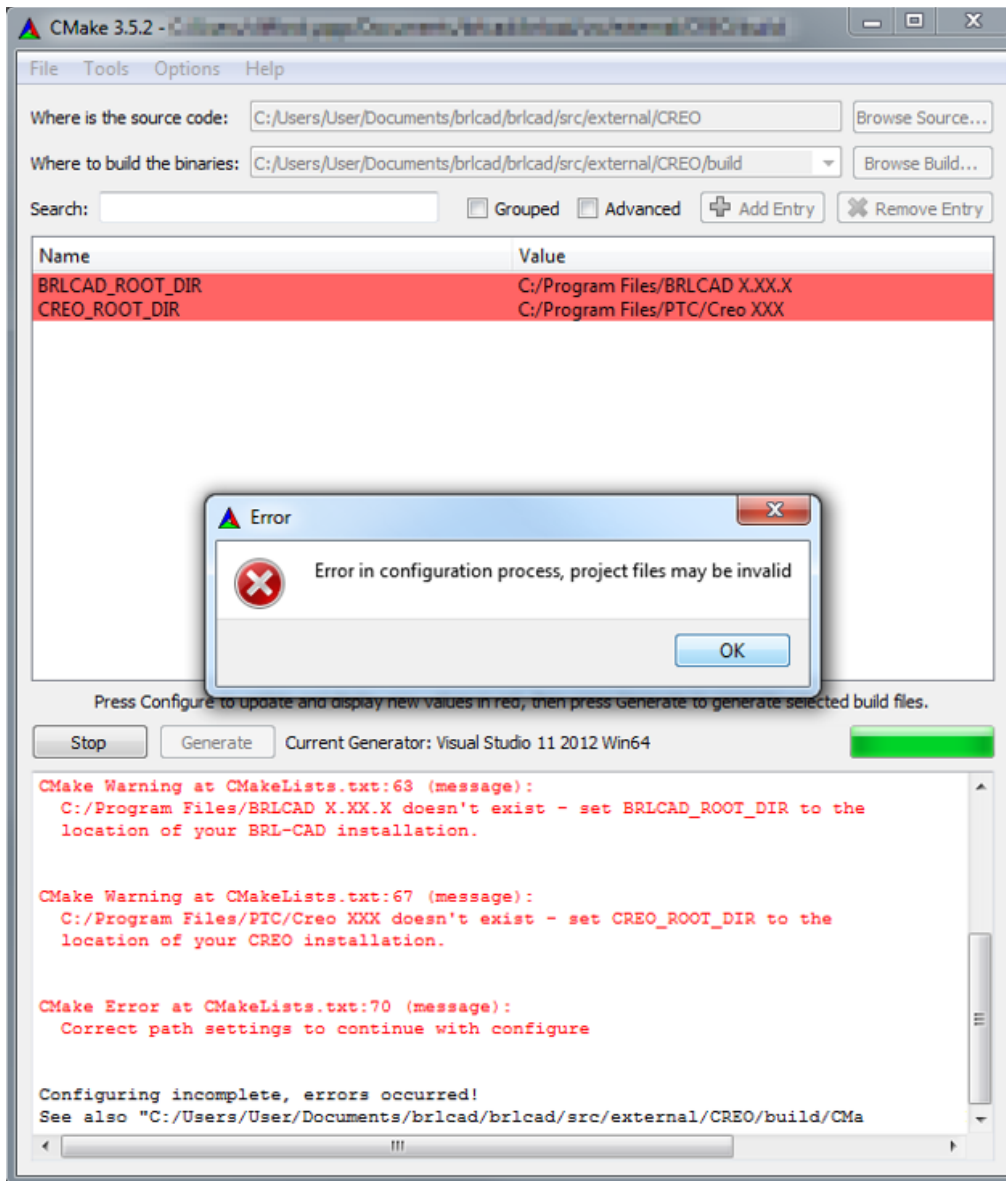 CMake 3.5.2 -
File Tools Options Help
Where is the source code: C:/Users/User/Documents/brlcad/brlcad/src/external/CREO Browse Source...
Where to build the binaries: C:/Users/User/Documents/brlcad/brlcad/src/external/CREO/build Browse Build...
Search: Grouped Advanced Add Entry Remove Entry
Name Value
BRLCAD_ROOT_DIR C:/Program Files/BRLCAD X.XX.X
CREO_ROOT_DIR C:/Program Files/PTC/Creo XXX
Error
Error in configuration process, project files may be invalid
OK
Press Configure to update and display new values in red, then press Generate to generate selected build files.
Stop Generate Current Generator: Visual Studio 11 2012 Win64
CMake Warning at CMakeLists.txt:63 (message):
C:/Program Files/BRLCAD X.XX.X doesn't exist - set BRLCAD_ROOT_DIR to the
location of your BRL-CAD installation.
CMake Warning at CMakeLists.txt:67 (message):
C:/Program Files/PTC/Creo XXX doesn't exist - set CREO_ROOT_DIR to the
location of your CREO installation.
CMake Error at CMakeLists.txt:70 (message):
Correct path settings to continue with configure
Configuring incomplete, errors occurred!
See also "C:/Users/User/Documents/brlcad/brlcad/src/external/CREO/build/CMa